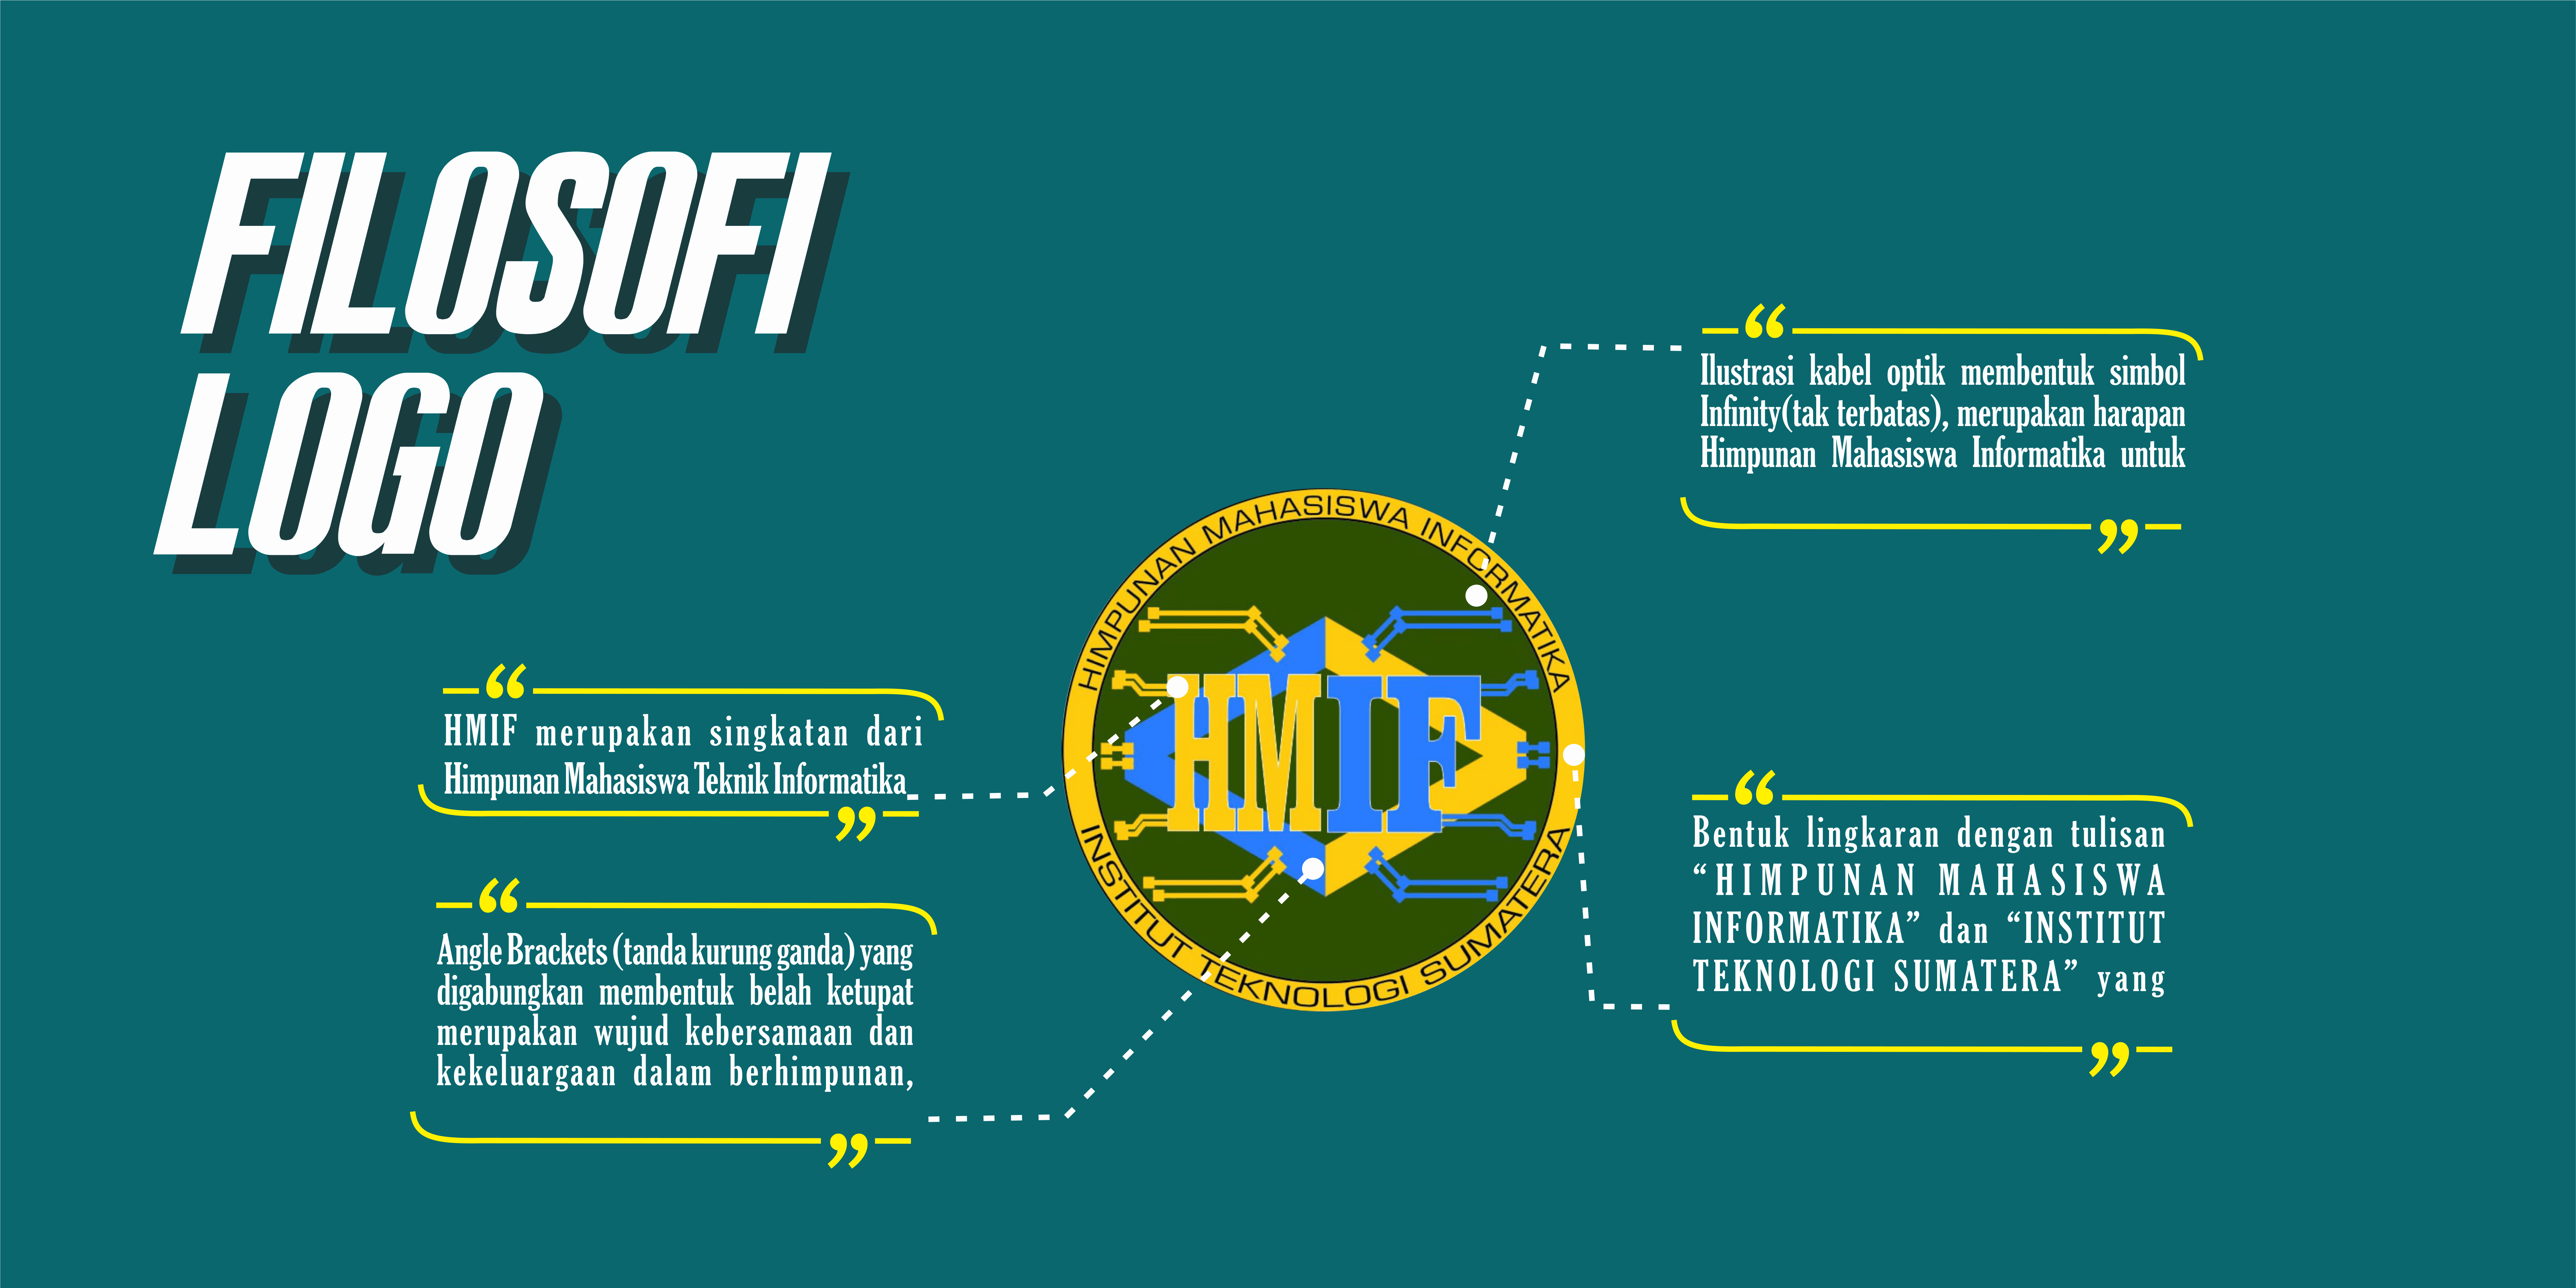 FILOSOFI
LOGO
HMIF merupakan singkatan dari
Himpunan Mahasiswa Teknik Informatika
Angle Brackets (tanda kurung ganda) yang
digabungkan membentuk belah ketupat
merupakan wujud kebersamaan dan
kekeluargaan dalam berhimpunan,
HIMPUNAN MAHASISWA INFORMATIKA
HMIF
INSTITUT TEKNOLOGI SUMATERA
Ilustrasi kabel optik membentuk simbol
Infinity(tak terbatas), merupakan harapan
Himpunan Mahasiswa Informatika untuk
Bentuk lingkaran dengan tulisan
“HIMPUNAN MAHASISWA
INFORMATIKA” dan “INSTITUT
TEKNOLOGI SUMATERA” yang